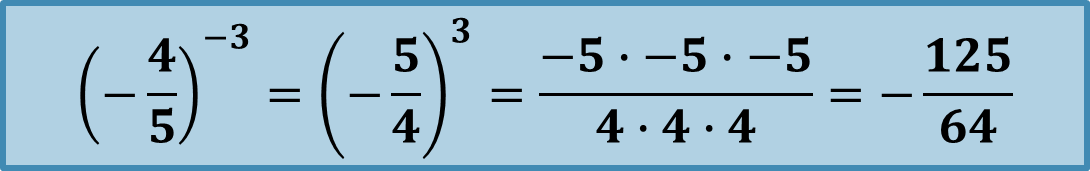 (−4/5)⁻³ = (−5/4)³ = (−5 · −5 · −5)/(4 · 4 · 4) = −125/64